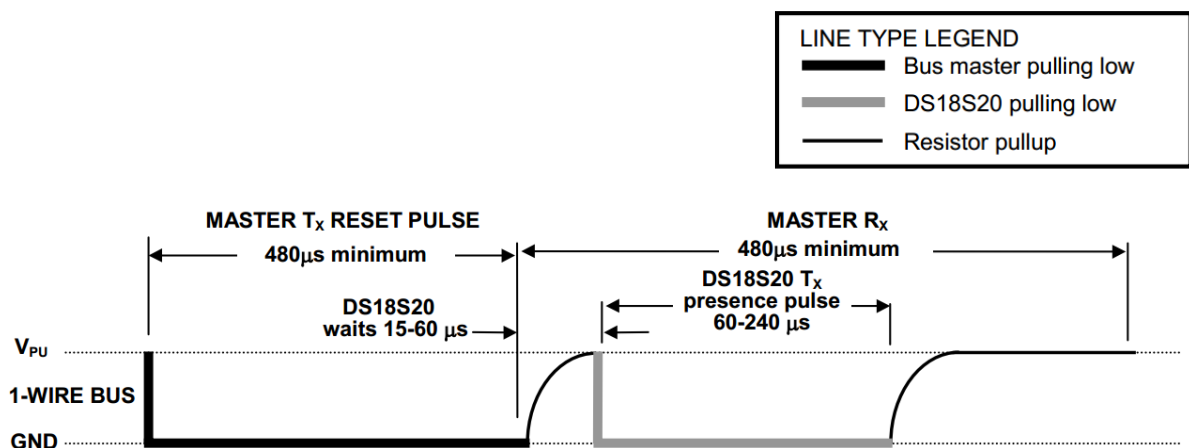 LINE TYPE LEGEND
Bus master pulling low
DS18S20 pulling low
Resistor pullup
MASTER TX RESET PULSE
480μs minimum
MASTER RX
480μs minimum
DS18S20
waits 15-60 μs
DS18S20 TX
presence pulse
60-240 μs
VPU
1-WIRE BUS
GND